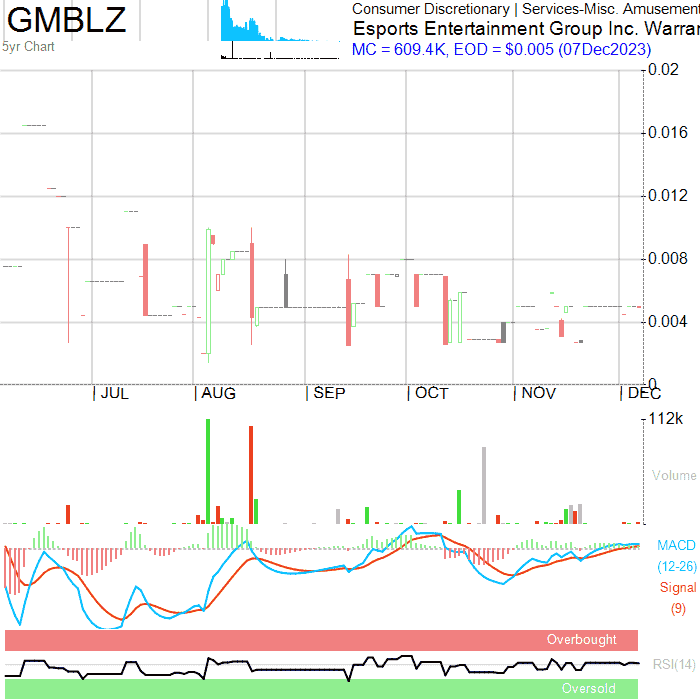 GMBLZ
5yr Chart
Consumer Discretionary | Services-Misc. Amusement
Esports Entertainment Group Inc. Warrar
MC = 609.4K, EOD = $0.005 (07Dec2023)
0.02
0.016
0.012
0.008
0.004
0
| JUL | AUG | SEP | OCT | NOV | DEC
112k
Volume
MACD
(12-26)
Signal
(9)
Overbought
RSI(14)
Oversold